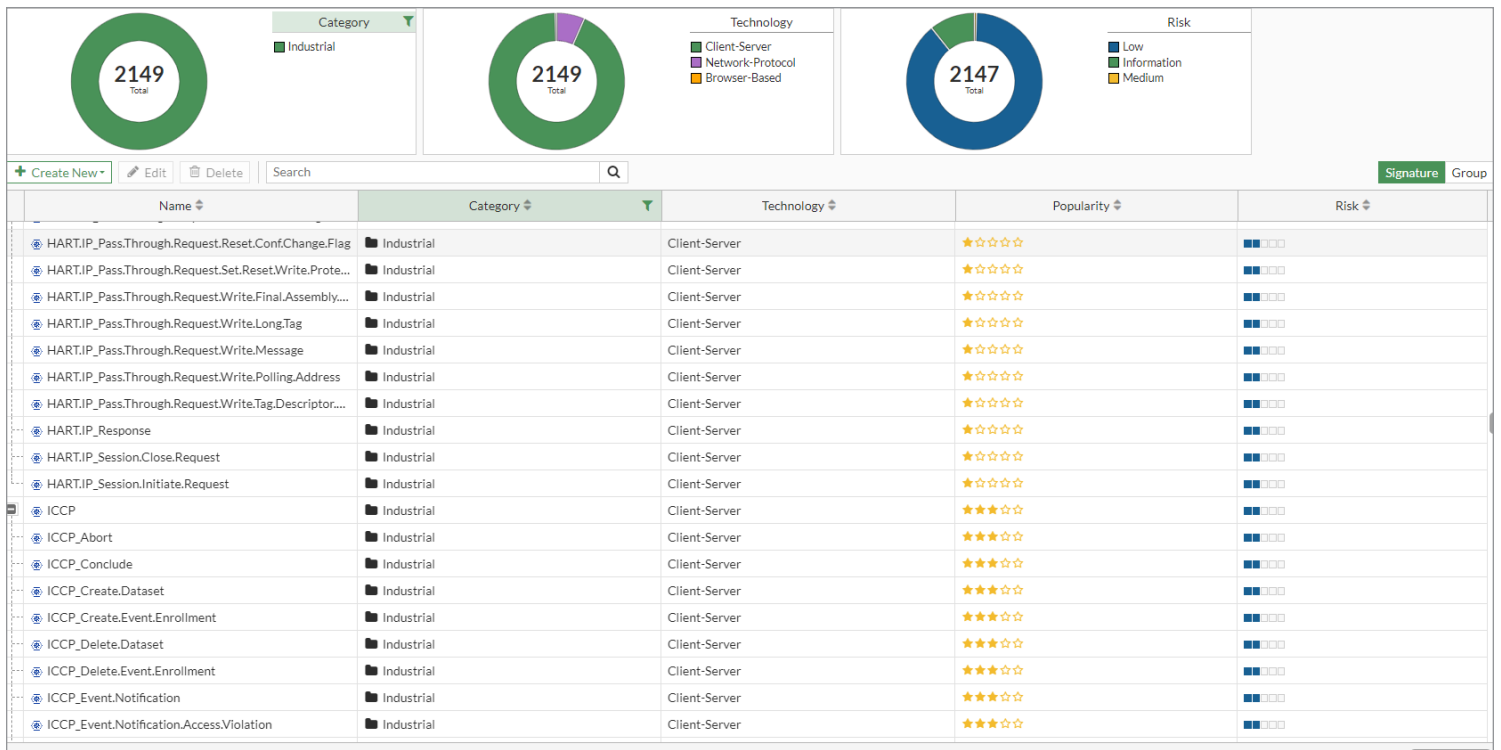 Category
Industrial
2149
Total
Technology
Client-Server
Network-Protocol
Browser-Based
2149
Total
Risk
Low
Information
Medium
2147
Total
Create New Edit Delete Search Signature Group
Name Category Technology Popularity Risk
HART.IP_Pass.Through.Request.Reset.Conf.Change.Flag Industrial Client-Server
HART.IP_Pass.Through.Request.Set.Reset.Write.Prote... Industrial Client-Server
HART.IP_Pass.Through.Request.Write.Final.Assembly.... Industrial Client-Server
HART.IP_Pass.Through.Request.Write.Long.Tag Industrial Client-Server
HART.IP_Pass.Through.Request.Write.Message Industrial Client-Server
HART.IP_Pass.Through.Request.Write.Polling.Address Industrial Client-Server
HART.IP_Pass.Through.Request.Write.Tag.Descriptor.... Industrial Client-Server
HART.IP_Response Industrial Client-Server
HART.IP_Session.Close.Request Industrial Client-Server
HART.IP_Session.Initiate.Request Industrial Client-Server
ICCP Industrial Client-Server
ICCP_Abort Industrial Client-Server
ICCP_Conclude Industrial Client-Server
ICCP_Create.Dataset Industrial Client-Server
ICCP_Create.Event.Enrollment Industrial Client-Server
ICCP_Delete.Dataset Industrial Client-Server
ICCP_Delete.Event.Enrollment Industrial Client-Server
ICCP_Event.Notification Industrial Client-Server
ICCP_Event.Notification.Access.Violation Industrial Client-Server